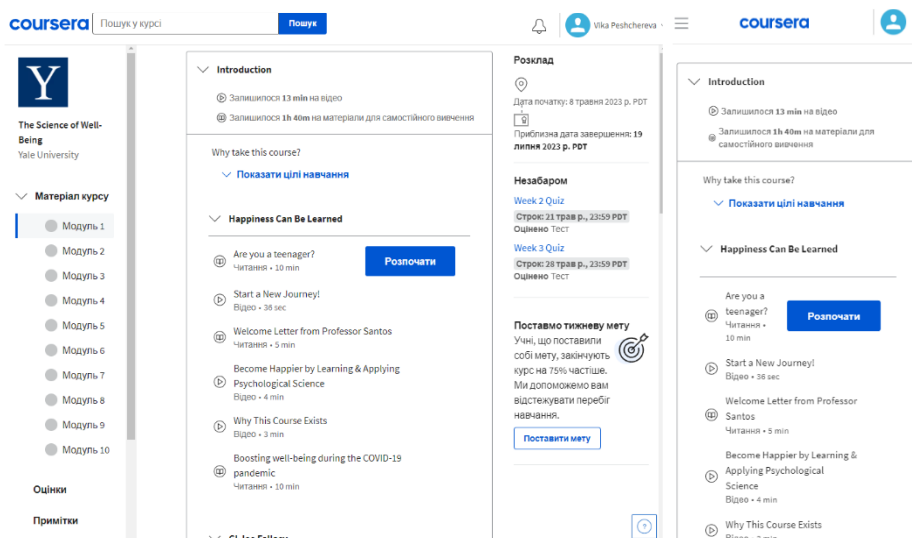 coursera
Пошук у курсі
Пошук
Vika Peshchereva
Y
The Science of Well-
Being
Yale University
Матеріал курсу
Модуль 1
Модуль 2
Модуль 3
Модуль 4
Модуль 5
Модуль 6
Модуль 7
Модуль 8
Модуль 9
Модуль 10
Оцінки
Примітки
Introduction
Залишилося 13 min на відео
Залишилося 1h 40m на матеріали для самостійного вивчення
Why take this course?
Показати цілі навчання
Happiness Can Be Learned
Are you a teenager?
Читання • 10 min
Розпочати
Start a New Journey!
Відео • 36 sec
Welcome Letter from Professor Santos
Читання • 5 min
Become Happier by Learning & Applying
Psychological Science
Відео • 4 min
Why This Course Exists
Відео • 3 min
Boosting well-being during the COVID-19
pandemic
Читання • 10 min
Розклад
Дата початку: 8 травня 2023 р. PDT
Приблизна дата завершення: 19
липня 2023 р. PDT
Незабаром
Week 2 Quiz
Строк: 21 трав р., 23:59 PDT
Оцінено Тест
Week 3 Quiz
Строк: 28 трав р., 23:59 PDT
Оцінено Тест
Поставмо тижневу мету
Учні, що поставили
собі мету, закінчують
курс на 75% частіше.
Ми допоможемо вам
відстежувати перебіг
навчання.
Поставити мету
coursera
Introduction
Залишилося 13 min на відео
Залишилося 1h 40m на матеріали для
самостійного вивчення
Why take this course?
Показати цілі навчання
Happiness Can Be Learned
Are you a
teenager?
Читання •
10 min
Розпочати
Start a New Journey!
Відео • 36 sec
Welcome Letter from Professor
Santos
Читання • 5 min
Become Happier by Learning &
Applying Psychological
Science
Відео • 4 min
Why This Course Exists